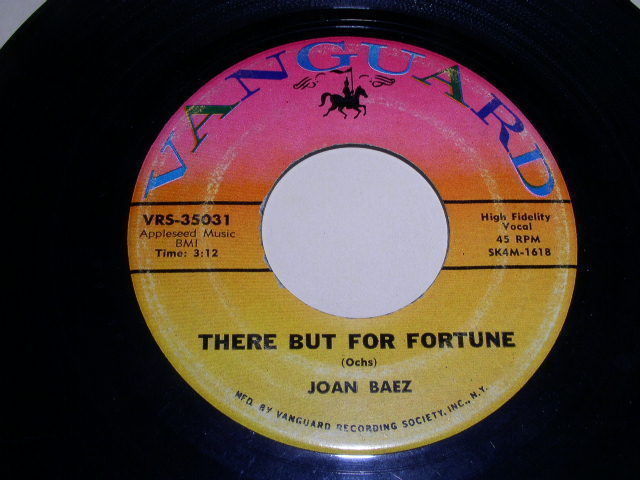 VANGUARD
VRS-35031
Appleseed Music
BMI
Time: 3:12
High Fidelity
Vocal
45 RPM
SK4M-1618
THERE BUT FOR FORTUNE
(Ochs)
JOAN BAEZ
MFD. BY VANGUARD RECORDING SOCIETY, INC., N.Y.